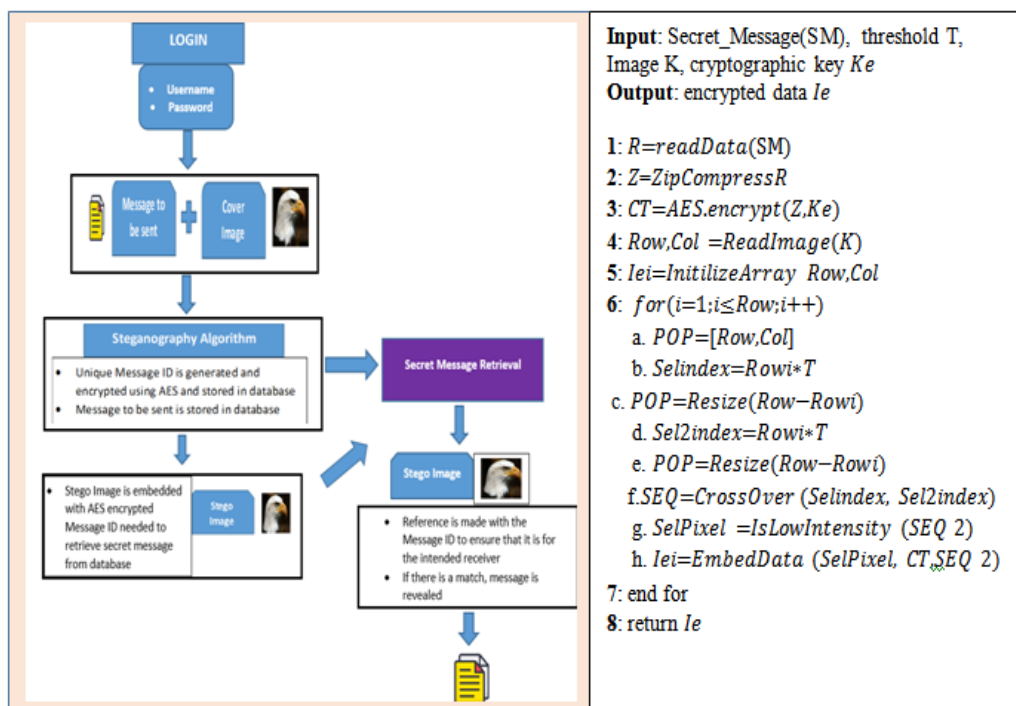 LOGIN
• Username
• Password
Message to
be sent
Cover
Image
Steganography Algorithm
• Unique Message ID is generated and
encrypted using AES and stored in database
• Message to be sent is stored in database
Secret Message Retrieval
• Stego Image is embedded
with AES encrypted
Message ID needed to
retrieve secret message
from database
Stego
Image
Stego Image
• Reference is made with the
Message ID to ensure that it is for
the intended receiver
• If there is a match, message is
revealed
Input: Secret_Message(SM), threshold T,
Image K, cryptographic key Ke
Output: encrypted data Ie
1: R=readData(SM)
2: Z=ZipCompressR
3: CT=AES.encrypt(Z,Ke)
4: Row,Col =ReadImage(K)
5: Iei=InitilizeArray Row,Col
6: for(i=1;i≤Row;i++)
a. POP=[Row,Col]
b. Selindex=Rowi*T
c. POP=Resize(Row−Rowi)
d. Sel2index=Rowi*T
e. POP=Resize(Row−Rowi)
f.SEQ=CrossOver (Selindex, Sel2index)
g. SelPixel =IsLowIntensity (SEQ 2)
h. Iei=EmbedData (SelPixel, CT,SEQ 2)
7: end for
8: return Ie